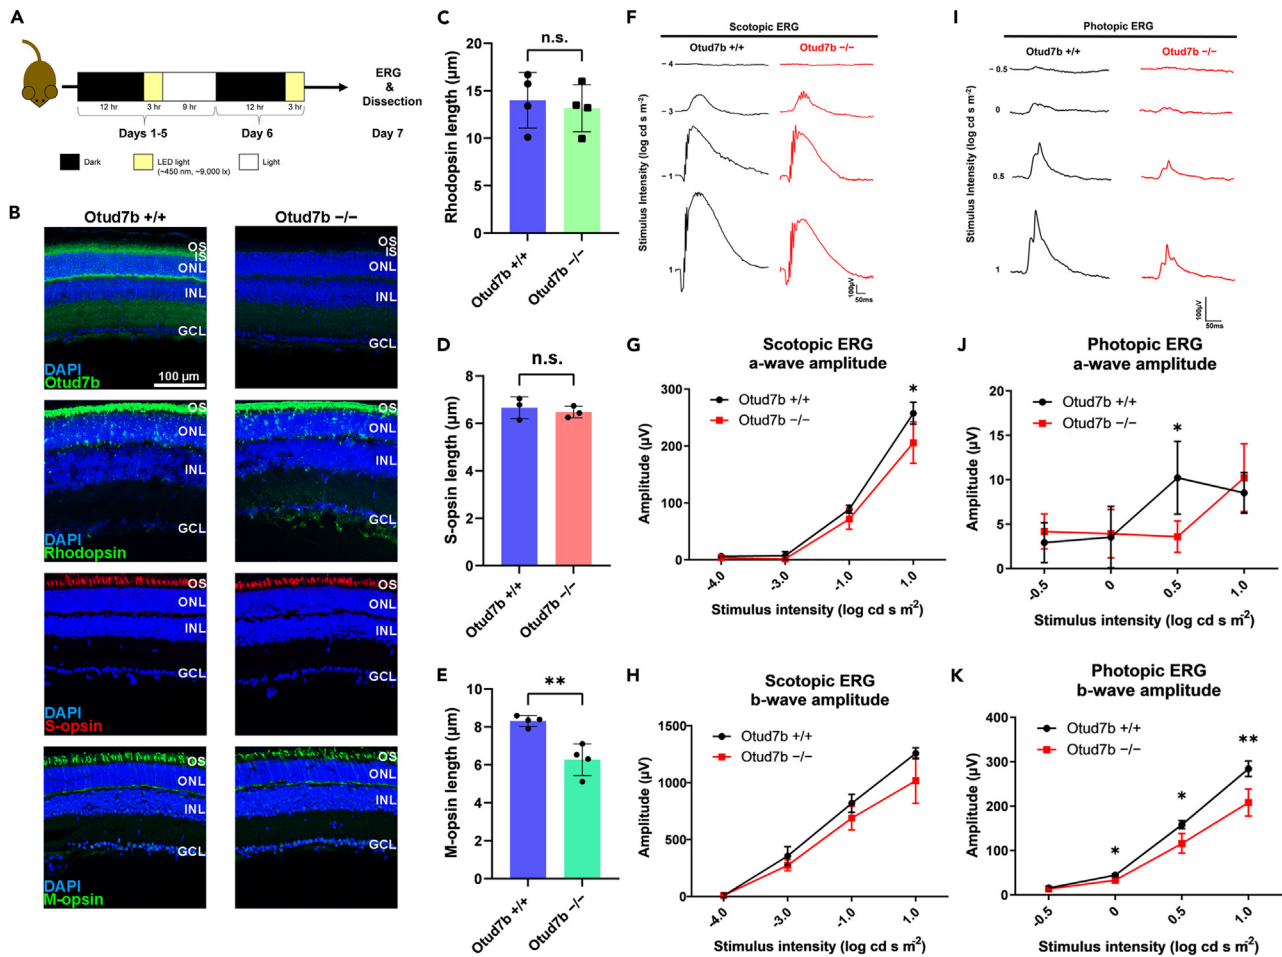 A
12 hr
3 hr
9 hr
12 hr
3 hr
ERG
&
Dissection
Days 1-5
Day 6
Day 7
Dark
LED light
(~450 nm, ~9,000 lx)
Light
B
Otud7b +/+
Otud7b −/−
OS
IS
ONL
INL
GCL
DAPI
Otud7b
100 µm
OS
IS
ONL
INL
GCL
OS
ONL
INL
GCL
DAPI
Rhodopsin
OS
ONL
INL
GCL
OS
ONL
INL
GCL
DAPI
S-opsin
OS
ONL
INL
GCL
OS
ONL
INL
GCL
DAPI
M-opsin
OS
ONL
INL
GCL
C
n.s.
Rhodopsin length (µm)
20
15
10
5
0
Otud7b +/+
Otud7b −/−
D
n.s.
S-opsin length (µm)
8
6
4
2
0
Otud7b +/+
Otud7b −/−
E
**
M-opsin length (µm)
10
8
6
4
2
0
Otud7b +/+
Otud7b −/−
F
Scotopic ERG
Otud7b +/+
Otud7b −/−
Stimulus Intensity (log cd s m⁻²)
− 4
− 3
− 1
1
100µV
50ms
G
Scotopic ERG
a-wave amplitude
Otud7b +/+
Otud7b −/−
*
Amplitude (µV)
300
200
100
0
-4.0
-3.0
-1.0
1.0
Stimulus intensity (log cd s m⁻²)
H
Scotopic ERG
b-wave amplitude
Otud7b +/+
Otud7b −/−
Amplitude (µV)
1500
1000
500
0
-4.0
-3.0
-1.0
1.0
Stimulus intensity (log cd s m⁻²)
I
Photopic ERG
Otud7b +/+
Otud7b −/−
Stimulus Intensity (log cd s m⁻²)
− 0.5
0
0.5
1
100µV
50ms
J
Photopic ERG
a-wave amplitude
Otud7b +/+
Otud7b −/−
*
Amplitude (µV)
20
15
10
5
0
-0.5
0
0.5
1.0
Stimulus intensity (log cd s m⁻²)
K
Photopic ERG
b-wave amplitude
Otud7b +/+
Otud7b −/−
*
*
**
Amplitude (µV)
400
300
200
100
0
-0.5
0
0.5
1.0
Stimulus intensity (log cd s m⁻²)